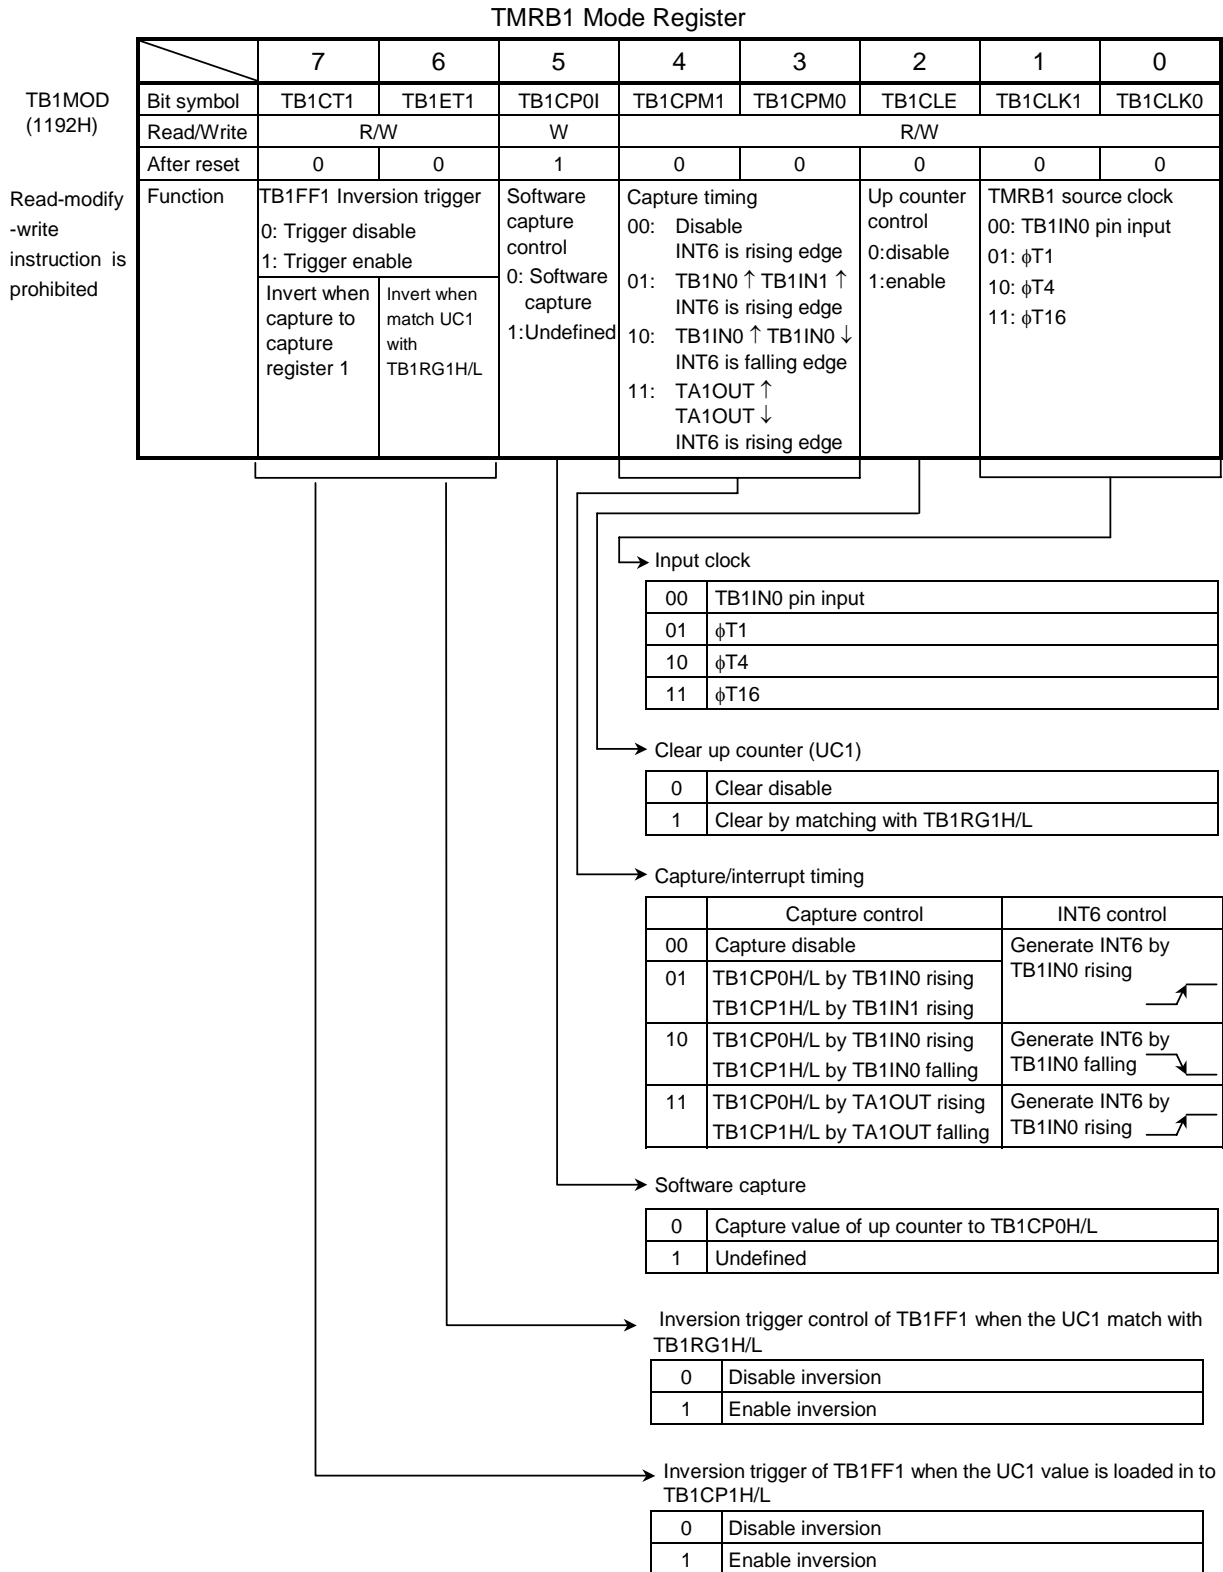 TMRB1 Mode Register
7 6 5 4 3 2 1 0
TB1MOD
(1192H)
Bit symbol TB1CT1 TB1ET1 TB1CP0I TB1CPM1 TB1CPM0 TB1CLE TB1CLK1 TB1CLK0
Read/Write R/W W R/W
After reset 0 0 1 0 0 0 0 0
Read-modify
-write
instruction is
prohibited
Function
TB1FF1 Inversion trigger
0: Trigger disable
1: Trigger enable
Invert when
capture to
capture
register 1
Invert when
match UC1
with
TB1RG1H/L
Software
capture
control
0: Software
capture
1:Undefined
Capture timing
00: Disable
INT6 is rising edge
01: TB1N0 ↑ TB1IN1 ↑
INT6 is rising edge
10: TB1IN0 ↑ TB1IN0 ↓
INT6 is falling edge
11: TA1OUT ↑
TA1OUT ↓
INT6 is rising edge
Up counter
control
0:disable
1:enable
TMRB1 source clock
00: TB1IN0 pin input
01: φT1
10: φT4
11: φT16
Input clock
00 TB1IN0 pin input
01 φT1
10 φT4
11 φT16
Clear up counter (UC1)
0 Clear disable
1 Clear by matching with TB1RG1H/L
Capture/interrupt timing
Capture control INT6 control
00 Capture disable Generate INT6 by
TB1IN0 rising
01 TB1CP0H/L by TB1IN0 rising
TB1CP1H/L by TB1IN1 rising
10 TB1CP0H/L by TB1IN0 rising Generate INT6 by
TB1CP1H/L by TB1IN0 falling TB1IN0 falling
11 TB1CP0H/L by TA1OUT rising Generate INT6 by
TB1CP1H/L by TA1OUT falling TB1IN0 rising
Software capture
0 Capture value of up counter to TB1CP0H/L
1 Undefined
Inversion trigger control of TB1FF1 when the UC1 match with
TB1RG1H/L
0 Disable inversion
1 Enable inversion
Inversion trigger of TB1FF1 when the UC1 value is loaded in to
TB1CP1H/L
0 Disable inversion
1 Enable inversion